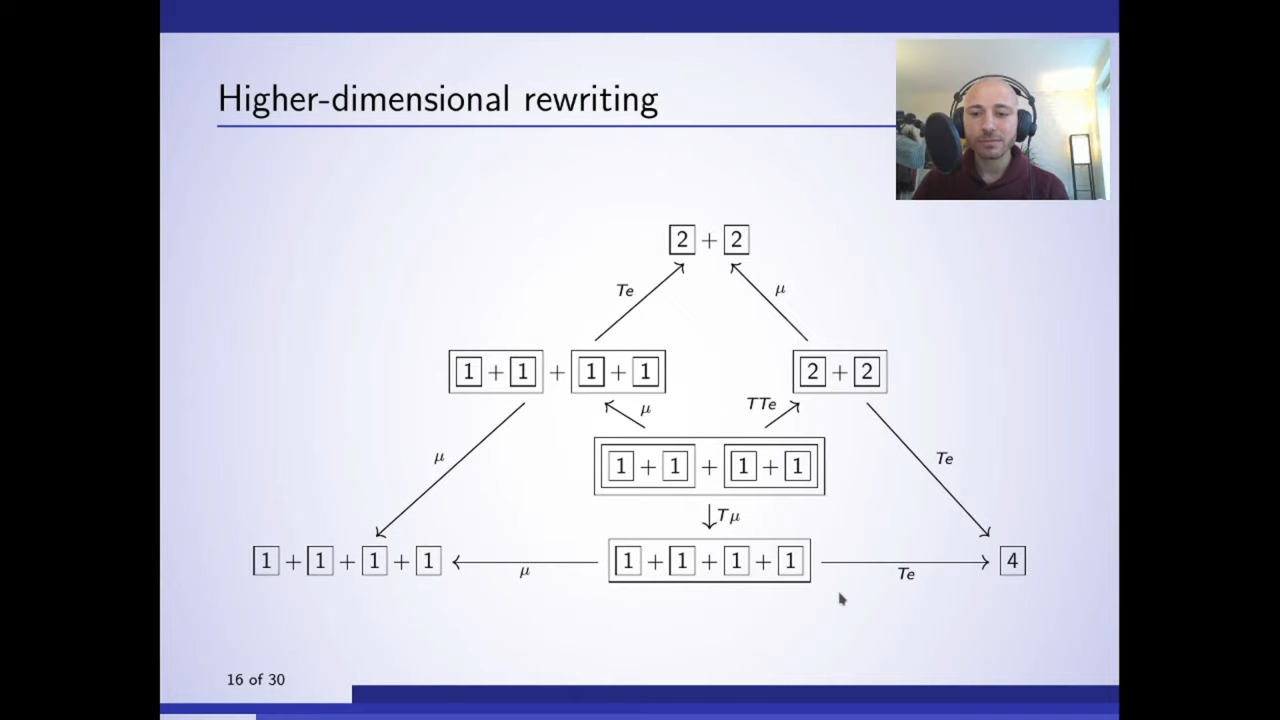 Higher-dimensional rewriting
2 + 2
Te
μ
1 + 1 + 1 + 1
2 + 2
μ
TTe
μ
1 + 1 + 1 + 1
Te
Tμ
1 + 1 + 1 + 1
1 + 1 + 1 + 1
4
μ
Te
16 of 30